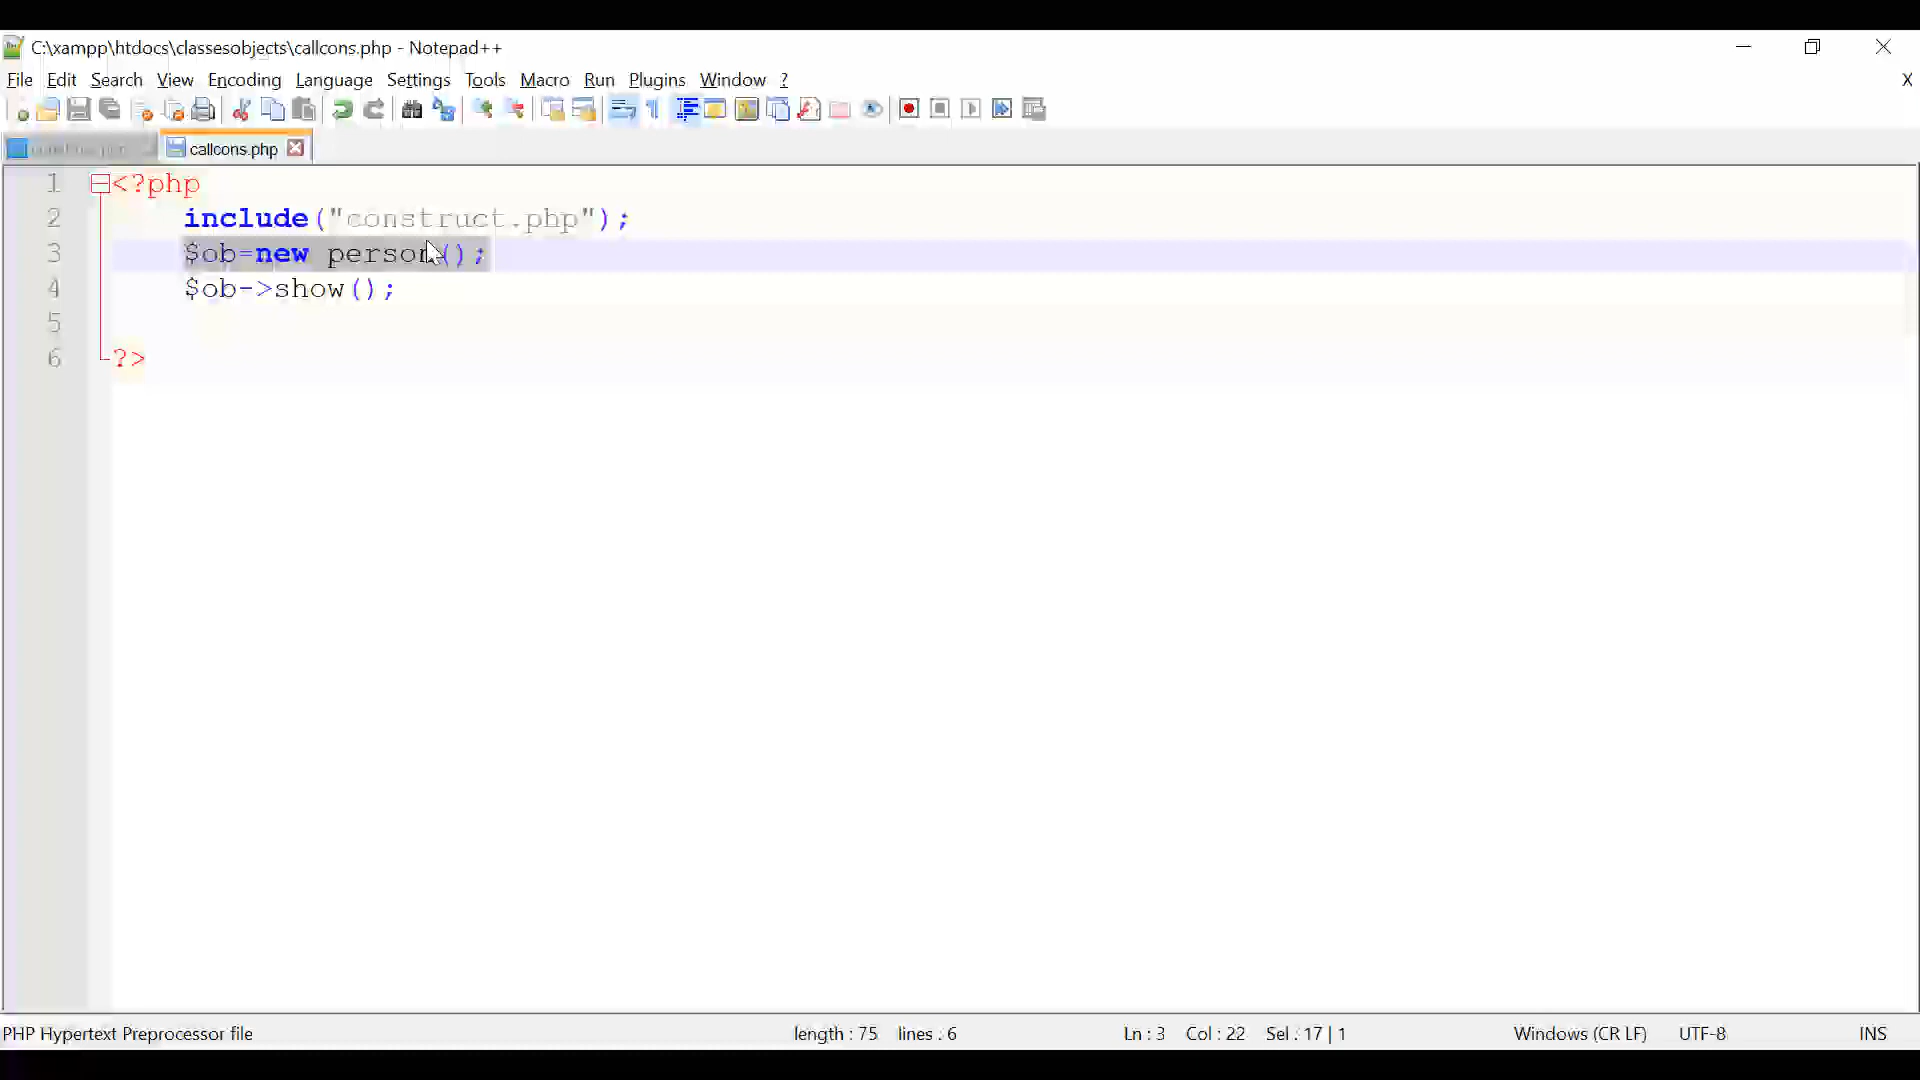 C:\xampp\htdocs\classesobjects\callcons.php - Notepad++
File Edit Search View Encoding Language Settings Tools Macro Run Plugins Window ?
X
callcons.php
1 <?php
2 include("construct.php");
3 $ob=new person();
4 $ob->show();
5
6 ?>
PHP Hypertext Preprocessor file length : 75 lines : 6 Ln : 3 Col : 22 Sel : 17 | 1 Windows (CR LF) UTF-8 INS